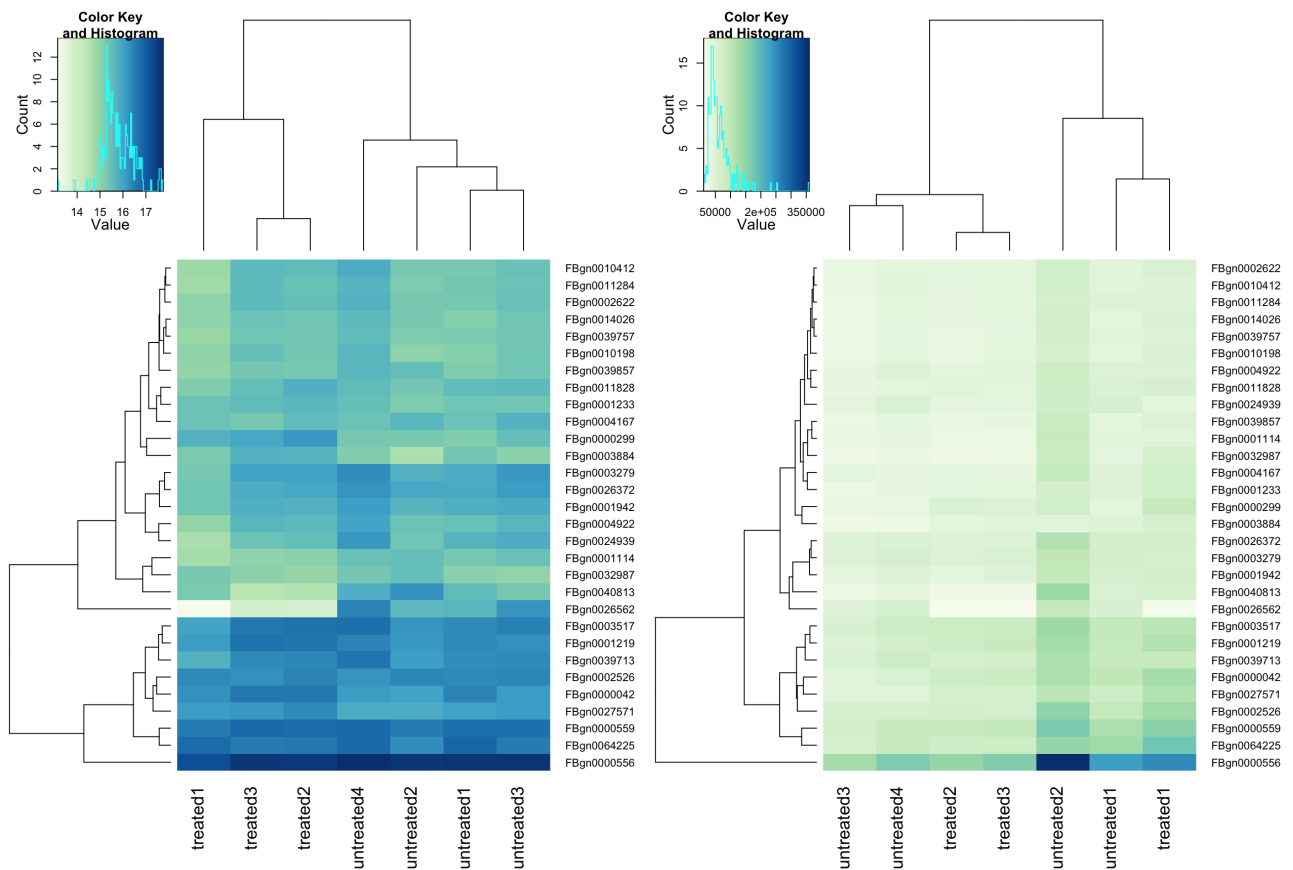 Color Key
and Histogram
Count
0
2
4
6
8
10
12
14
15
16
17
Value
FBgn0010412
FBgn0011284
FBgn0002622
FBgn0014026
FBgn0039757
FBgn0010198
FBgn0039857
FBgn0011828
FBgn0001233
FBgn0004167
FBgn0000299
FBgn0003884
FBgn0003279
FBgn0026372
FBgn0001942
FBgn0004922
FBgn0024939
FBgn0001114
FBgn0032987
FBgn0040813
FBgn0026562
FBgn0003517
FBgn0001219
FBgn0039713
FBgn0002526
FBgn0000042
FBgn0027571
FBgn0000559
FBgn0064225
FBgn0000556
treated1
treated3
treated2
untreated4
untreated2
untreated1
untreated3
Color Key
and Histogram
Count
0
5
10
15
50000
2e+05
350000
Value
FBgn0002622
FBgn0010412
FBgn0011284
FBgn0014026
FBgn0039757
FBgn0010198
FBgn0004922
FBgn0011828
FBgn0024939
FBgn0039857
FBgn0001114
FBgn0032987
FBgn0004167
FBgn0001233
FBgn0000299
FBgn0003884
FBgn0026372
FBgn0003279
FBgn0001942
FBgn0040813
FBgn0026562
FBgn0003517
FBgn0001219
FBgn0039713
FBgn0000042
FBgn0027571
FBgn0002526
FBgn0000559
FBgn0064225
FBgn0000556
untreated3
untreated4
treated2
treated3
untreated2
untreated1
treated1